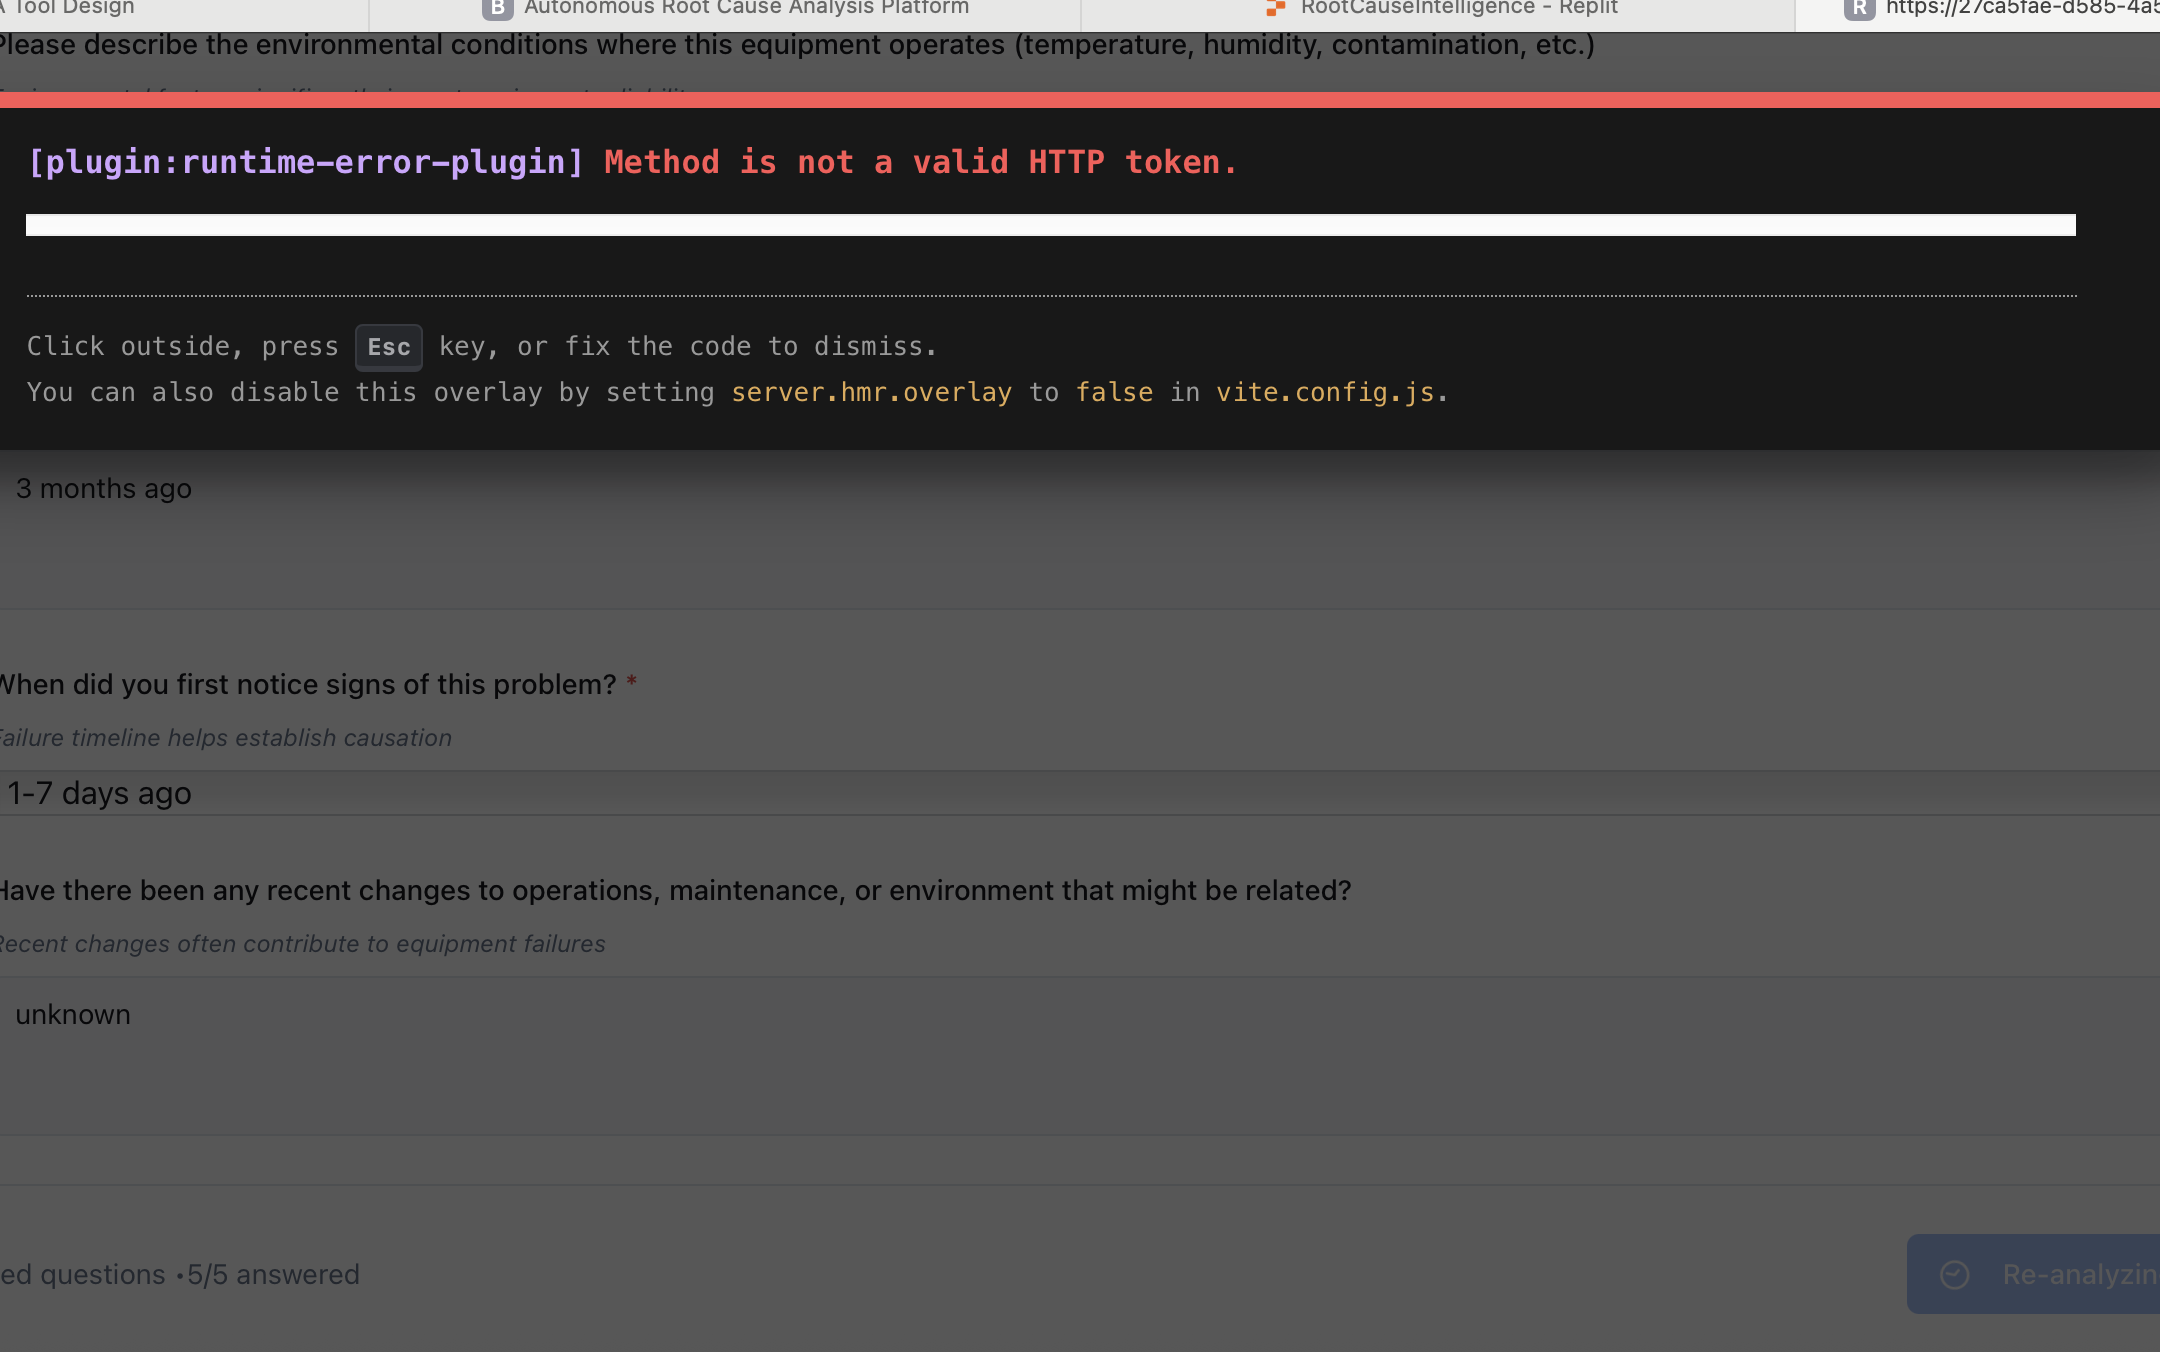 Tool Design
B Autonomous Root Cause Analysis Platform
RootCauseIntelligence - Replit
R https://27ca5fae-d585-4a5
Please describe the environmental conditions where this equipment operates (temperature, humidity, contamination, etc.)
[plugin:runtime-error-plugin] Method is not a valid HTTP token.
Click outside, press Esc key, or fix the code to dismiss.
You can also disable this overlay by setting server.hmr.overlay to false in vite.config.js.
3 months ago
When did you first notice signs of this problem? *
Failure timeline helps establish causation
1-7 days ago
Have there been any recent changes to operations, maintenance, or environment that might be related?
Recent changes often contribute to equipment failures
unknown
ed questions •5/5 answered
Re-analyzin